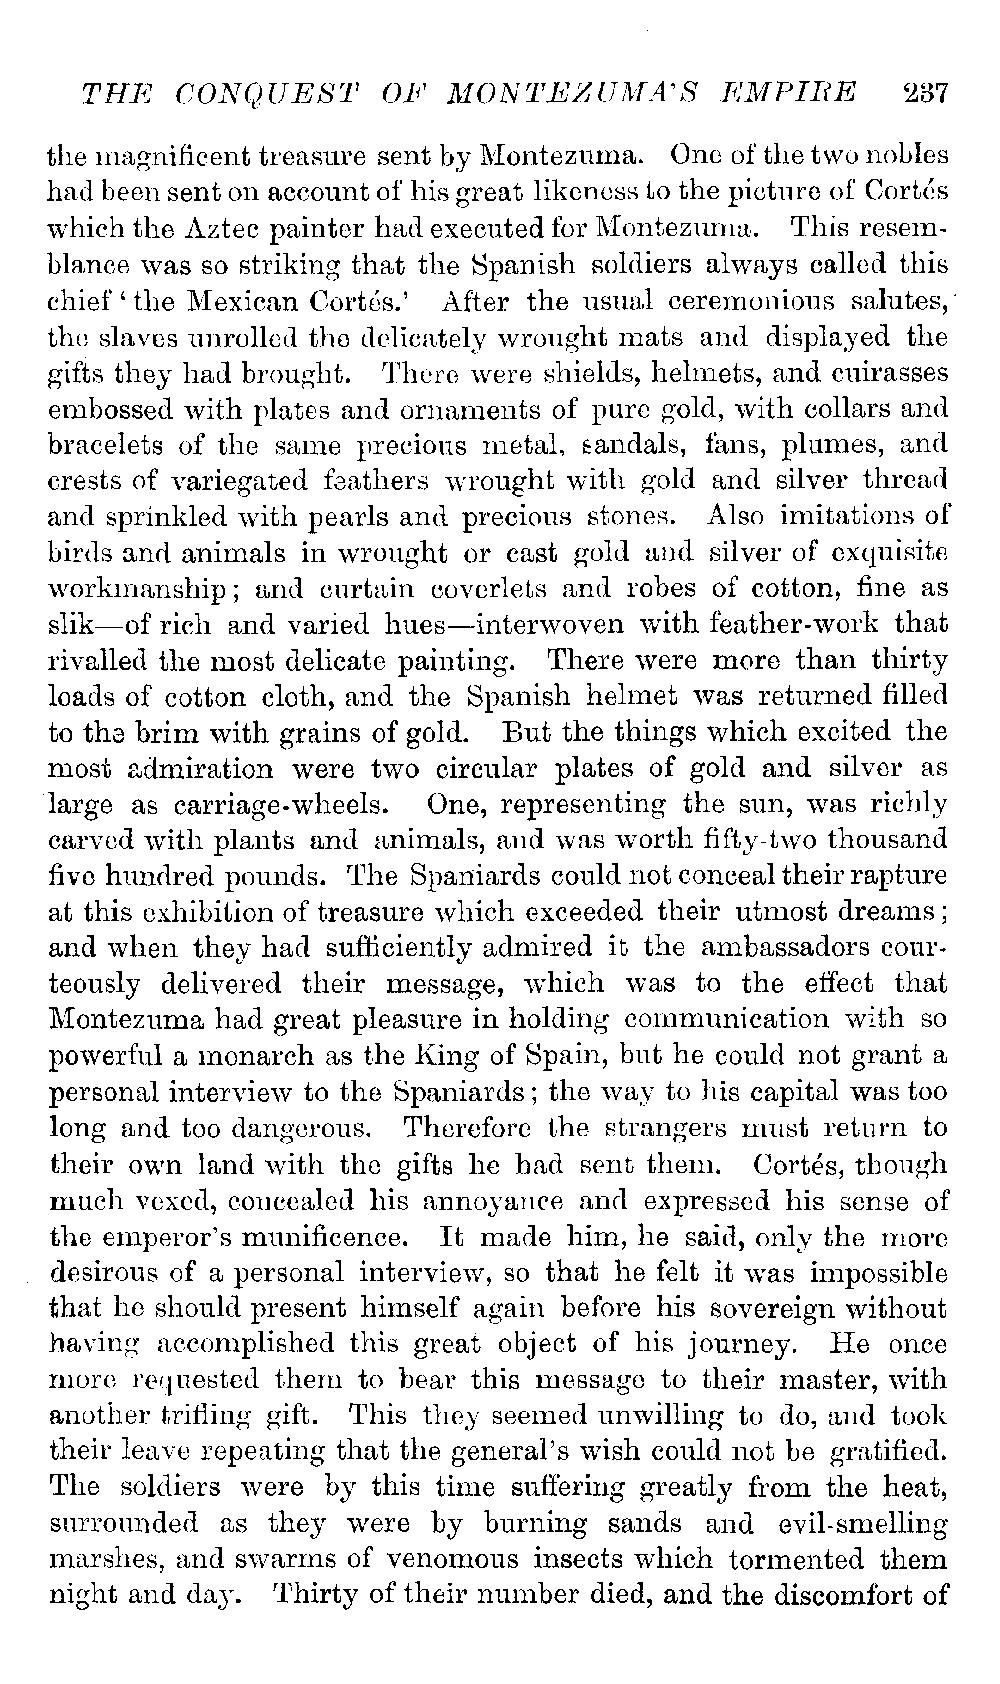 THE CONQUEST OF MONTEZUMA'S EMPIRE 237
the magnificent treasure sent by Montezuma. One of the two nobles
had been sent on account of his great likeness to the picture of Cortés
which the Aztec painter had executed for Montezuma. This resem-
blance was so striking that the Spanish soldiers always called this
chief ‘ the Mexican Cortés.’ After the usual ceremonious salutes,
the slaves unrolled the delicately wrought mats and displayed the
gifts they had brought. There were shields, helmets, and cuirasses
embossed with plates and ornaments of pure gold, with collars and
bracelets of the same precious metal, sandals, fans, plumes, and
crests of variegated feathers wrought with gold and silver thread
and sprinkled with pearls and precious stones. Also imitations of
birds and animals in wrought or cast gold and silver of exquisite
workmanship; and curtain coverlets and robes of cotton, fine as
slik—of rich and varied hues—interwoven with feather-work that
rivalled the most delicate painting. There were more than thirty
loads of cotton cloth, and the Spanish helmet was returned filled
to the brim with grains of gold. But the things which excited the
most admiration were two circular plates of gold and silver as
large as carriage-wheels. One, representing the sun, was richly
carved with plants and animals, and was worth fifty-two thousand
five hundred pounds. The Spaniards could not conceal their rapture
at this exhibition of treasure which exceeded their utmost dreams;
and when they had sufficiently admired it the ambassadors cour-
teously delivered their message, which was to the effect that
Montezuma had great pleasure in holding communication with so
powerful a monarch as the King of Spain, but he could not grant a
personal interview to the Spaniards; the way to his capital was too
long and too dangerous. Therefore the strangers must return to
their own land with the gifts he had sent them. Cortés, though
much vexed, concealed his annoyance and expressed his sense of
the emperor's munificence. It made him, he said, only the more
desirous of a personal interview, so that he felt it was impossible
that he should present himself again before his sovereign without
having accomplished this great object of his journey. He once
more requested them to bear this message to their master, with
another trifling gift. This they seemed unwilling to do, and took
their leave repeating that the general's wish could not be gratified.
The soldiers were by this time suffering greatly from the heat,
surrounded as they were by burning sands and evil-smelling
marshes, and swarms of venomous insects which tormented them
night and day. Thirty of their number died, and the discomfort of